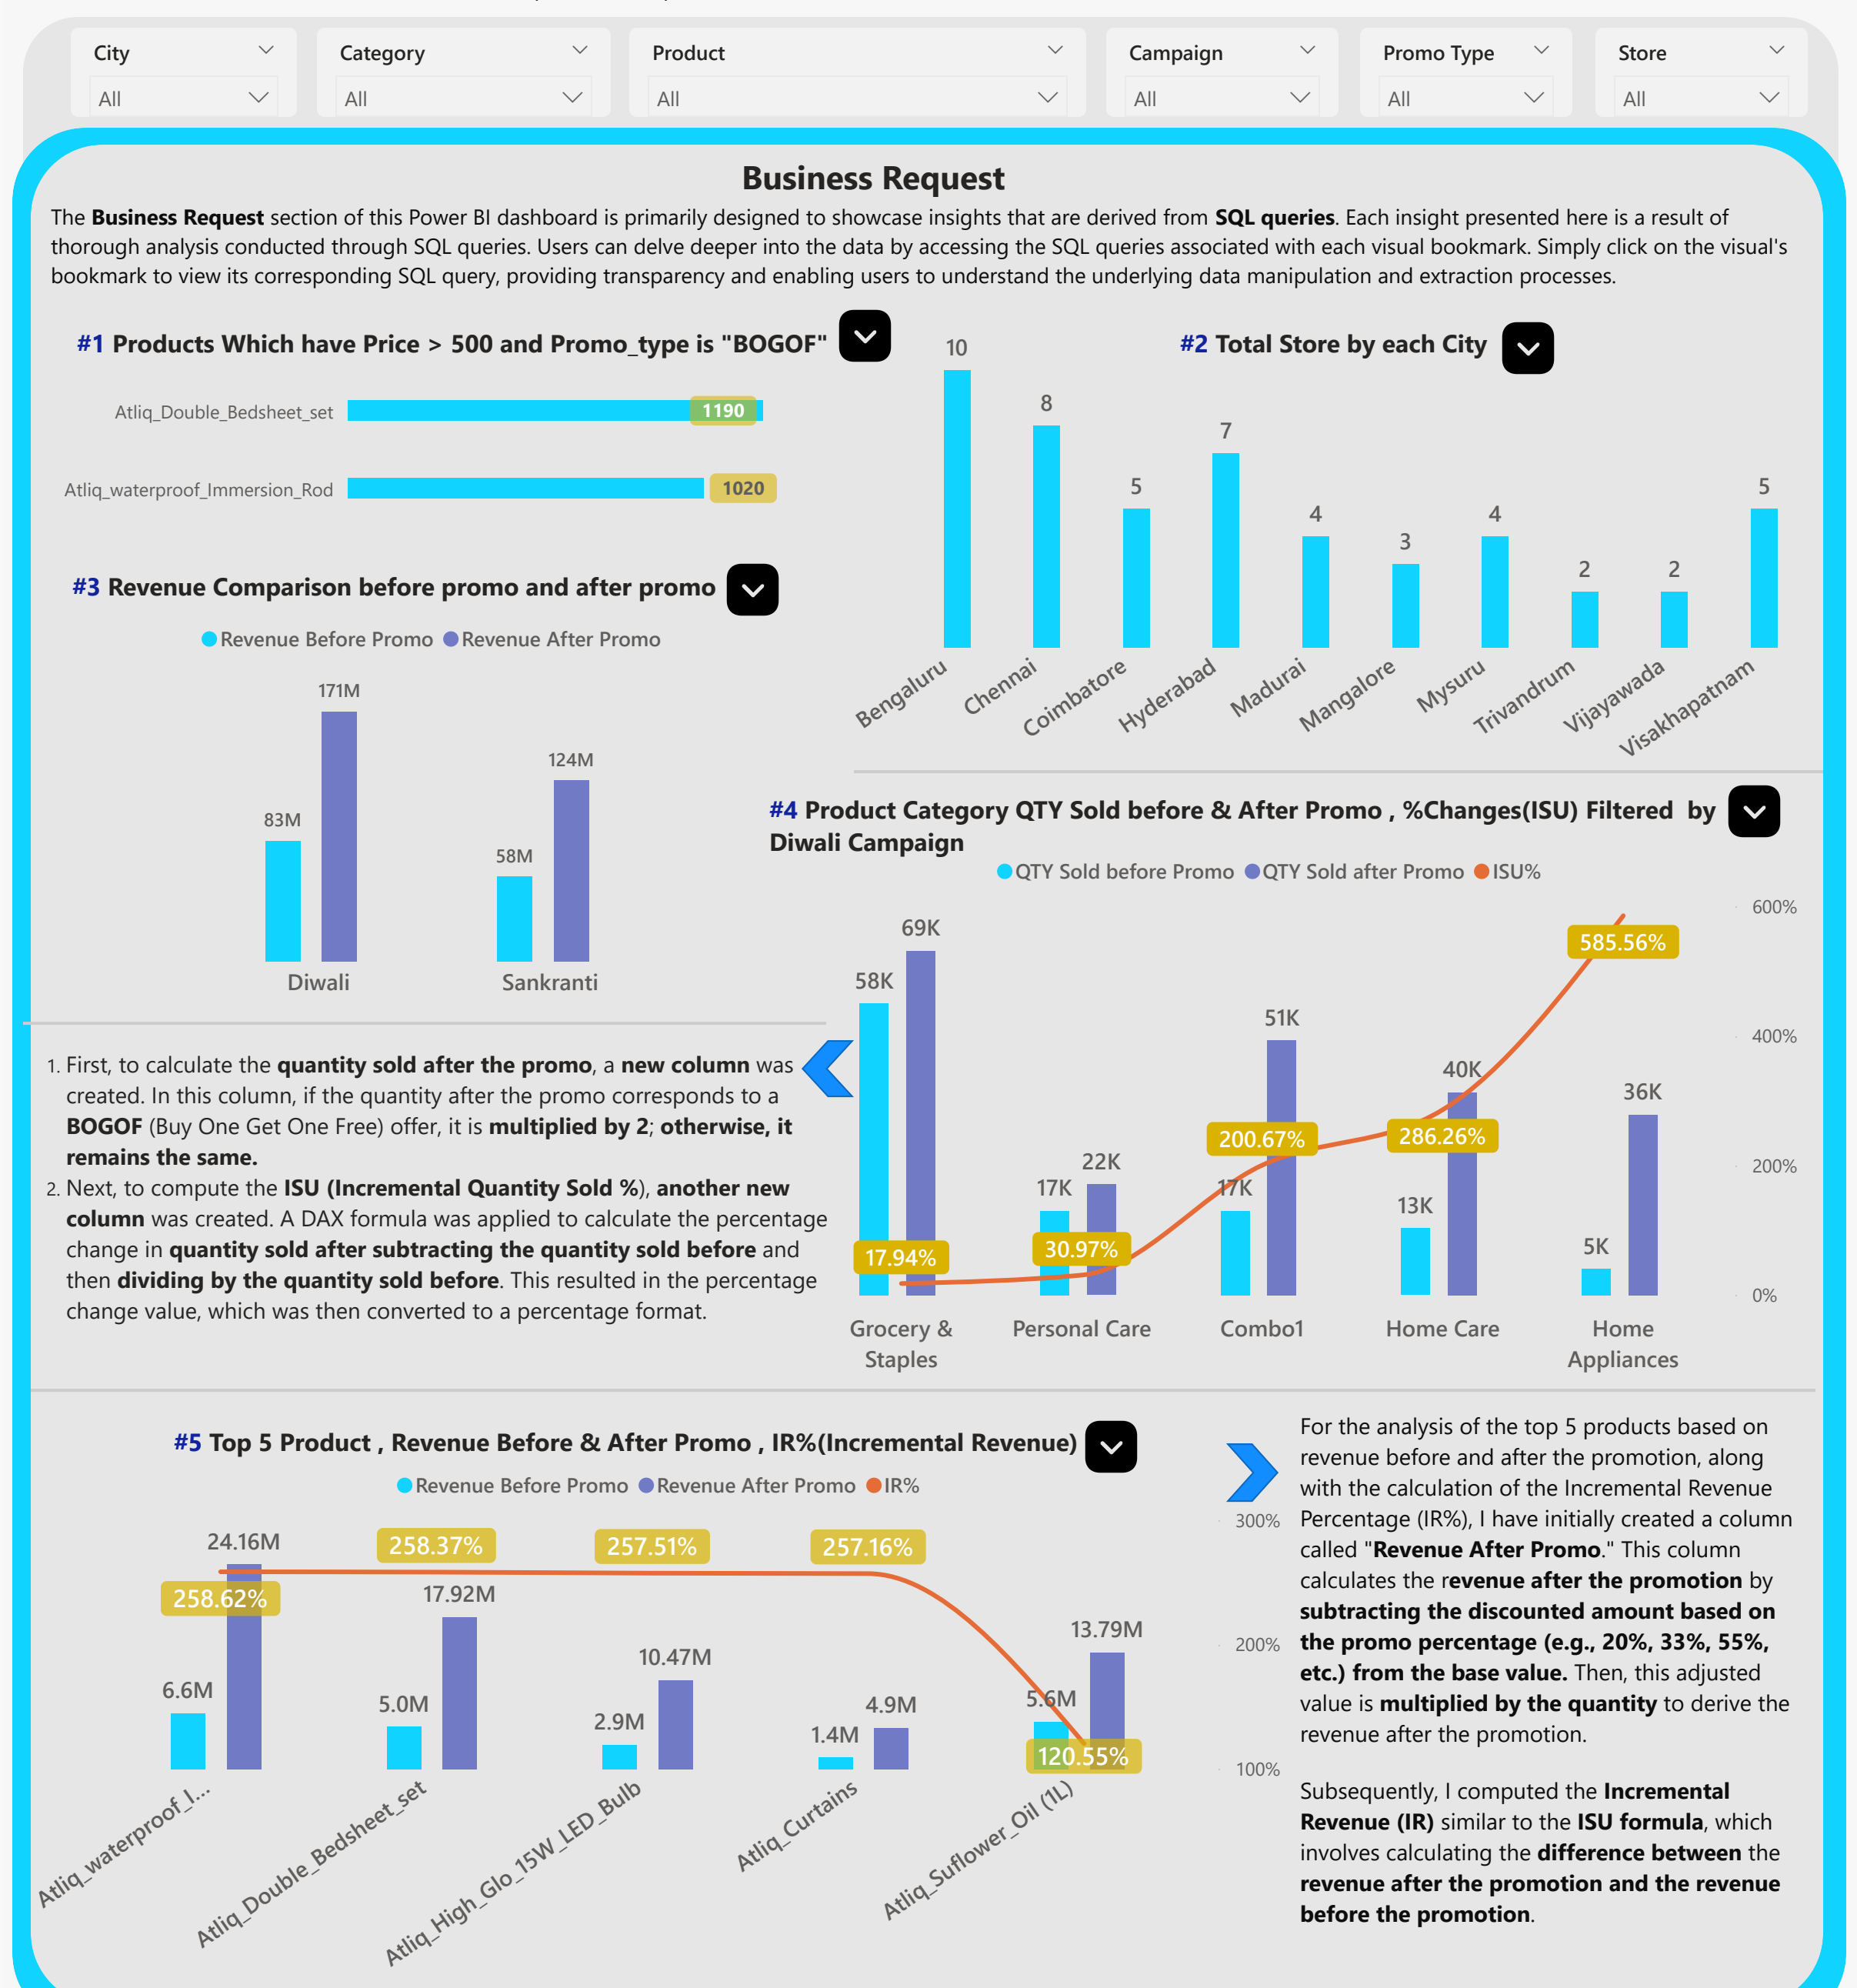 City
Category
Product
Campaign
Promo Type
Store
All
All
All
All
All
All
Business Request
The Business Request section of this Power BI dashboard is primarily designed to showcase insights that are derived from SQL queries. Each insight presented here is a result of
thorough analysis conducted through SQL queries. Users can delve deeper into the data by accessing the SQL queries associated with each visual bookmark. Simply click on the visual's
bookmark to view its corresponding SQL query, providing transparency and enabling users to understand the underlying data manipulation and extraction processes.
#1 Products Which have Price > 500 and Promo_type is "BOGOF"
Atliq_Double_Bedsheet_set
1190
Atliq_waterproof_Immersion_Rod
1020
#2 Total Store by each City
10
8
5
7
4
3
4
2
2
5
Bengaluru
Chennai
Coimbatore
Hyderabad
Madurai
Mangalore
Mysuru
Trivandrum
Vijayawada
Visakhapatnam
#3 Revenue Comparison before promo and after promo
Revenue Before Promo
Revenue After Promo
83M
171M
58M
124M
Diwali
Sankranti
#4 Product Category QTY Sold before & After Promo , %Changes(ISU) Filtered by
Diwali Campaign
QTY Sold before Promo
QTY Sold after Promo
ISU%
600%
400%
200%
0%
58K
69K
17K
22K
17K
51K
13K
40K
5K
36K
17.94%
30.97%
200.67%
286.26%
585.56%
Grocery &
Staples
Personal Care
Combo1
Home Care
Home
Appliances
1. First, to calculate the quantity sold after the promo, a new column was
created. In this column, if the quantity after the promo corresponds to a
BOGOF (Buy One Get One Free) offer, it is multiplied by 2; otherwise, it
remains the same.
2. Next, to compute the ISU (Incremental Quantity Sold %), another new
column was created. A DAX formula was applied to calculate the percentage
change in quantity sold after subtracting the quantity sold before and
then dividing by the quantity sold before. This resulted in the percentage
change value, which was then converted to a percentage format.
#5 Top 5 Product , Revenue Before & After Promo , IR%(Incremental Revenue)
Revenue Before Promo
Revenue After Promo
IR%
300%
200%
100%
6.6M
24.16M
5.0M
17.92M
2.9M
10.47M
1.4M
4.9M
5.6M
13.79M
258.62%
258.37%
257.51%
257.16%
120.55%
Atliq_waterproof_I...
Atliq_Double_Bedsheet_set
Atliq_High_Glo_15W_LED_Bulb
Atliq_Curtains
Atliq_Suflower_Oil (1L)
For the analysis of the top 5 products based on
revenue before and after the promotion, along
with the calculation of the Incremental Revenue
Percentage (IR%), I have initially created a column
called "Revenue After Promo." This column
calculates the revenue after the promotion by
subtracting the discounted amount based on
the promo percentage (e.g., 20%, 33%, 55%,
etc.) from the base value. Then, this adjusted
value is multiplied by the quantity to derive the
revenue after the promotion.
Subsequently, I computed the Incremental
Revenue (IR) similar to the ISU formula, which
involves calculating the difference between the
revenue after the promotion and the revenue
before the promotion.